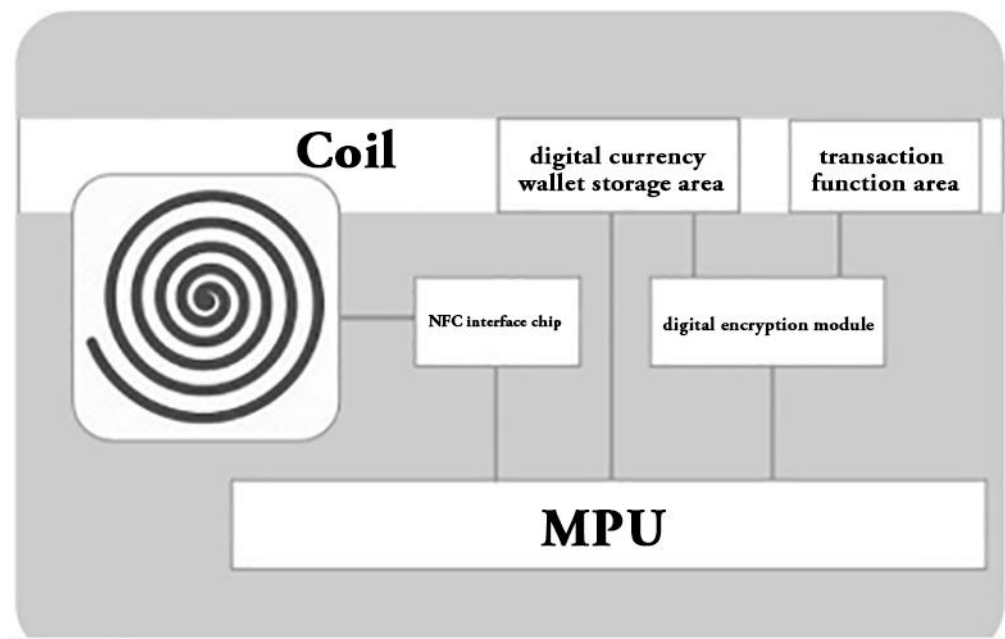 Coil
digital currency
wallet storage area
transaction
function area
NFC interface chip
digital encryption module
MPU